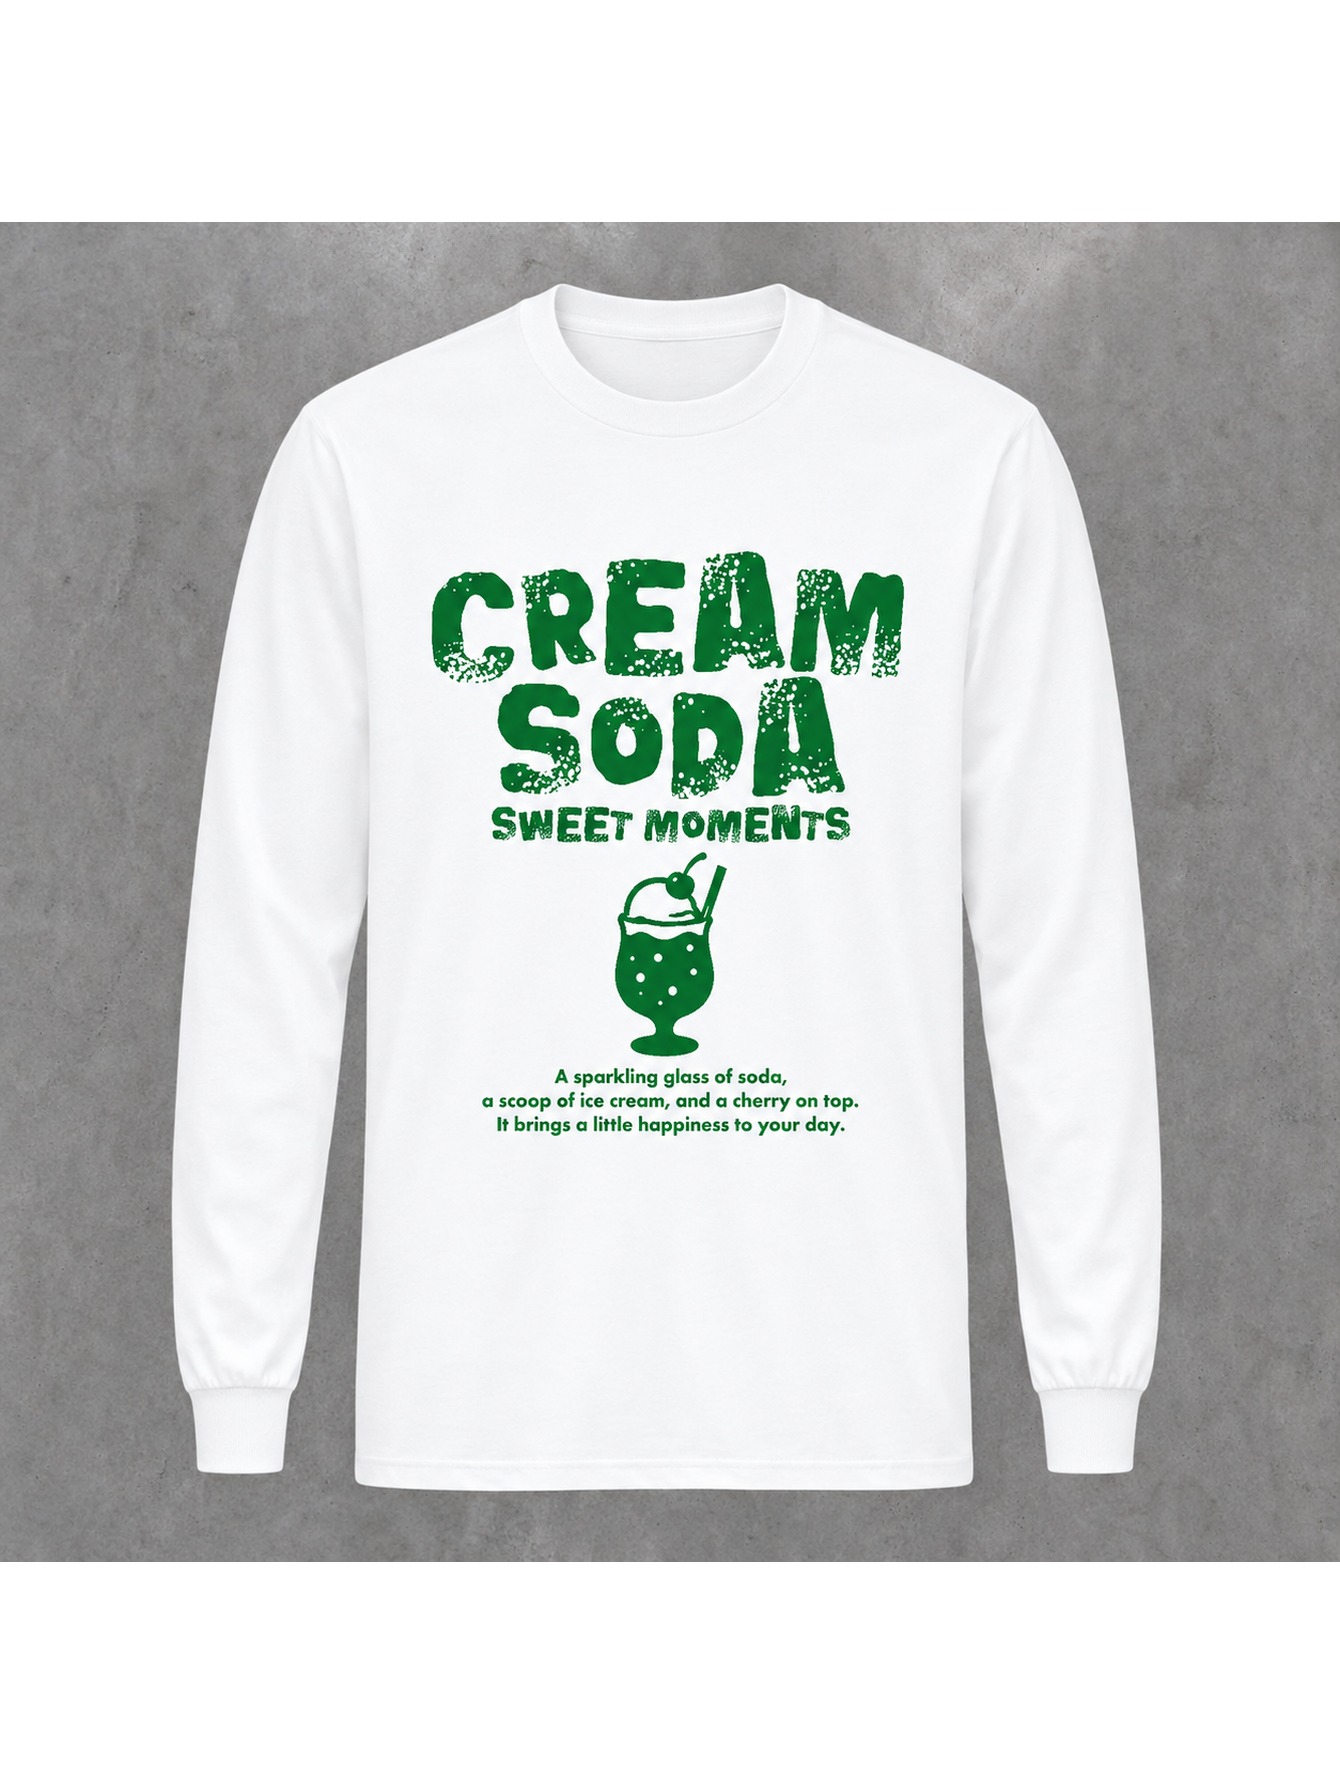 CREAM
SODA
SWEET MOMENTS
A sparkling glass of soda,
a scoop of ice cream, and a cherry on top.
It brings a little happiness to your day.